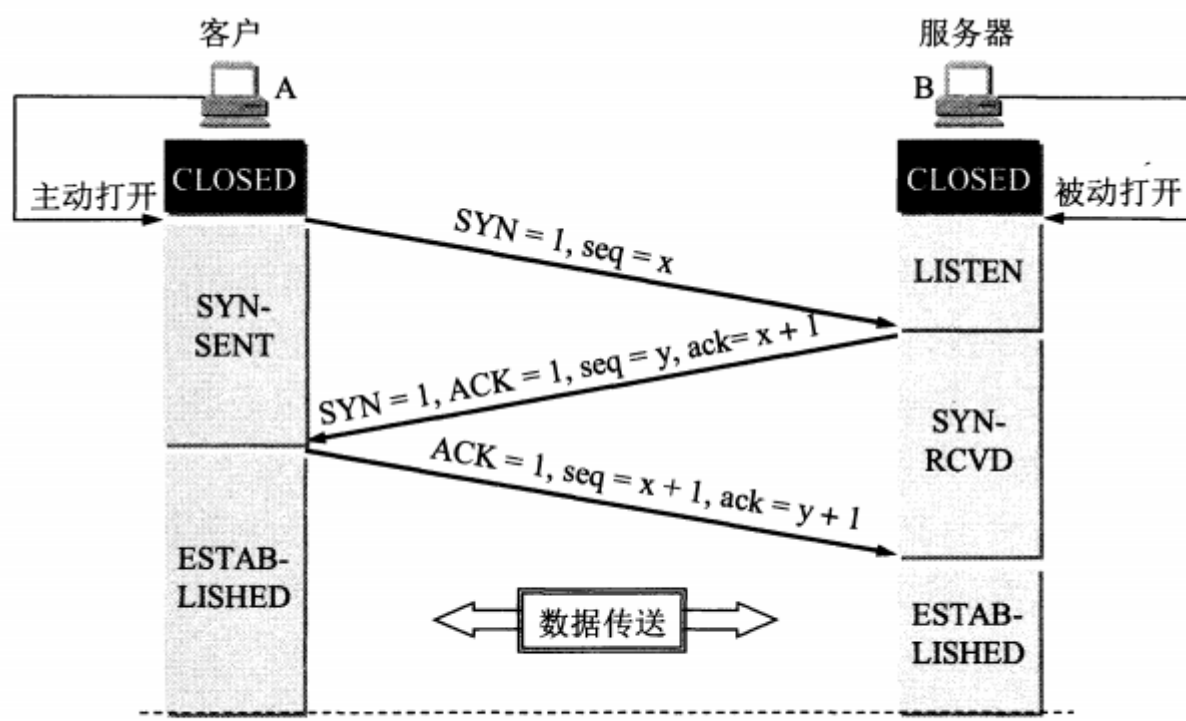 客户
服务器
A
B
CLOSED
CLOSED
主动打开
被动打开
SYN = 1, seq = x
LISTEN
SYN-
SENT
SYN = 1, ACK = 1, seq = y, ack= x + 1
SYN-
RCVD
ACK = 1, seq = x + 1, ack = y + 1
ESTAB-
LISHED
数据传送
ESTAB-
LISHED